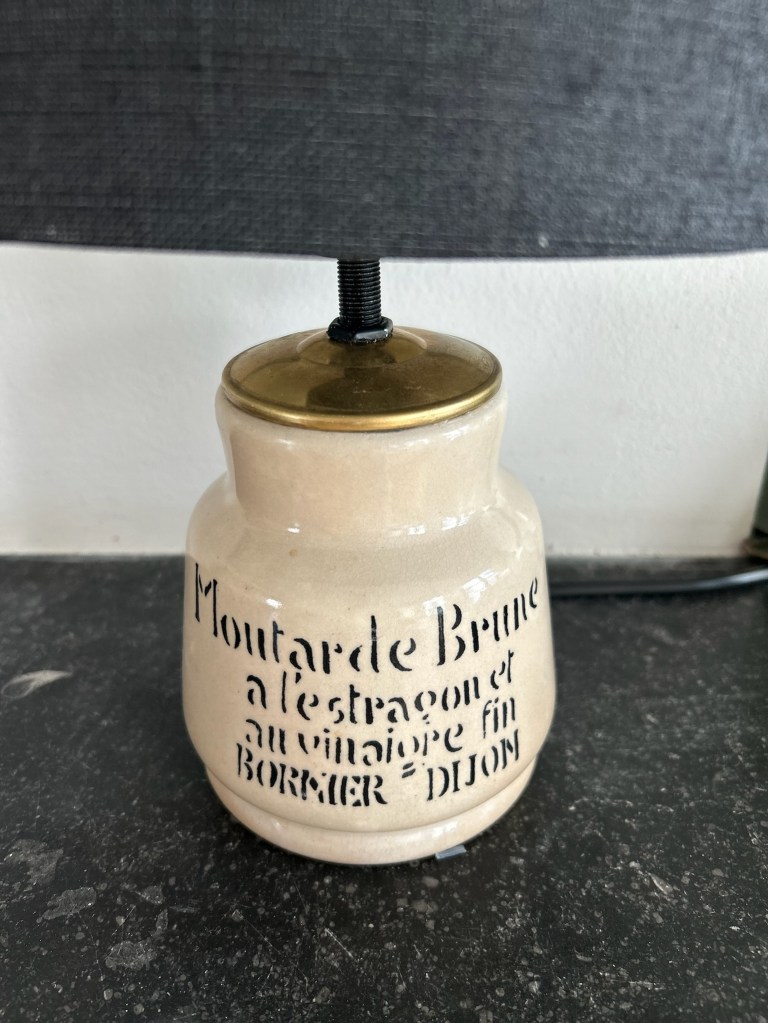 Moutarde Brune
a l'estragon et
au vinaigre fin
BORNIER = DIJON